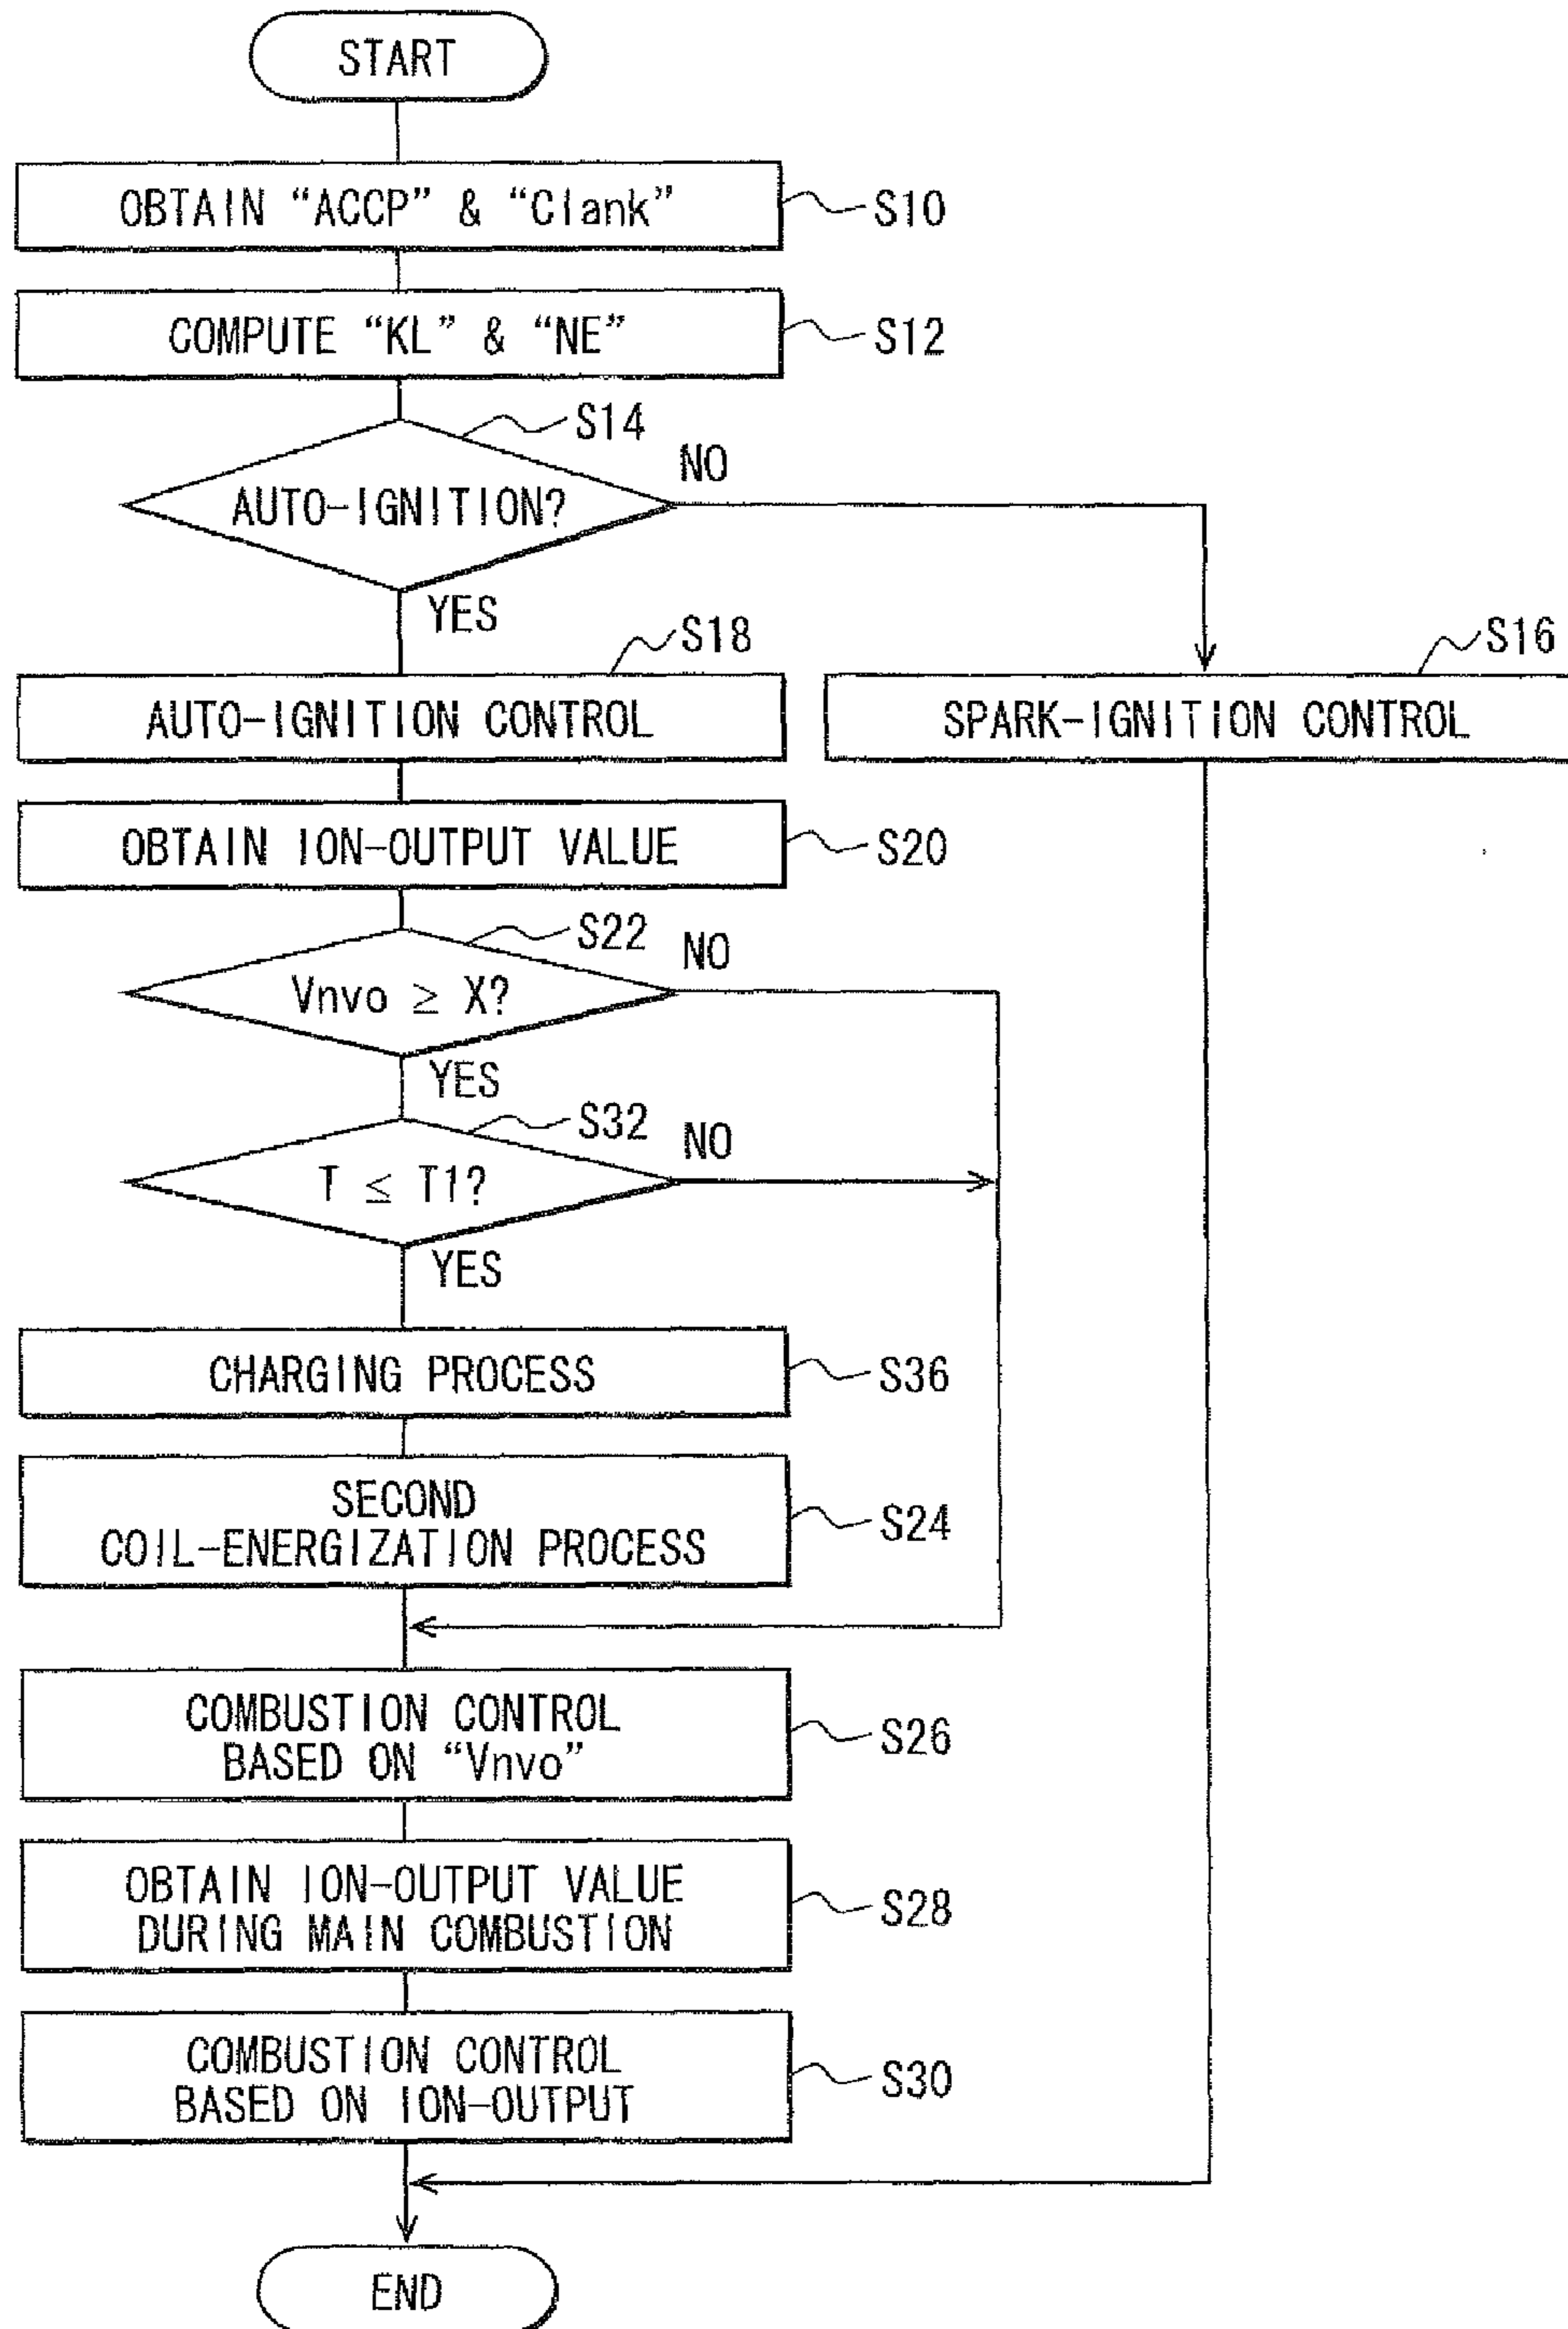 START
OBTAIN “ACCP” & “Clank”
S10
COMPUTE “KL” & “NE”
S12
S14
NO
AUTO-IGNITION?
YES
S18
S16
AUTO-IGNITION CONTROL
SPARK-IGNITION CONTROL
OBTAIN ION-OUTPUT VALUE
S20
S22
NO
Vnvo ≥ X?
YES
S32
NO
T ≤ T1?
YES
CHARGING PROCESS
S36
SECOND
COIL-ENERGIZATION PROCESS
S24
COMBUSTION CONTROL
BASED ON “Vnvo”
S26
OBTAIN ION-OUTPUT VALUE
DURING MAIN COMBUSTION
S28
COMBUSTION CONTROL
BASED ON ION-OUTPUT
S30
END